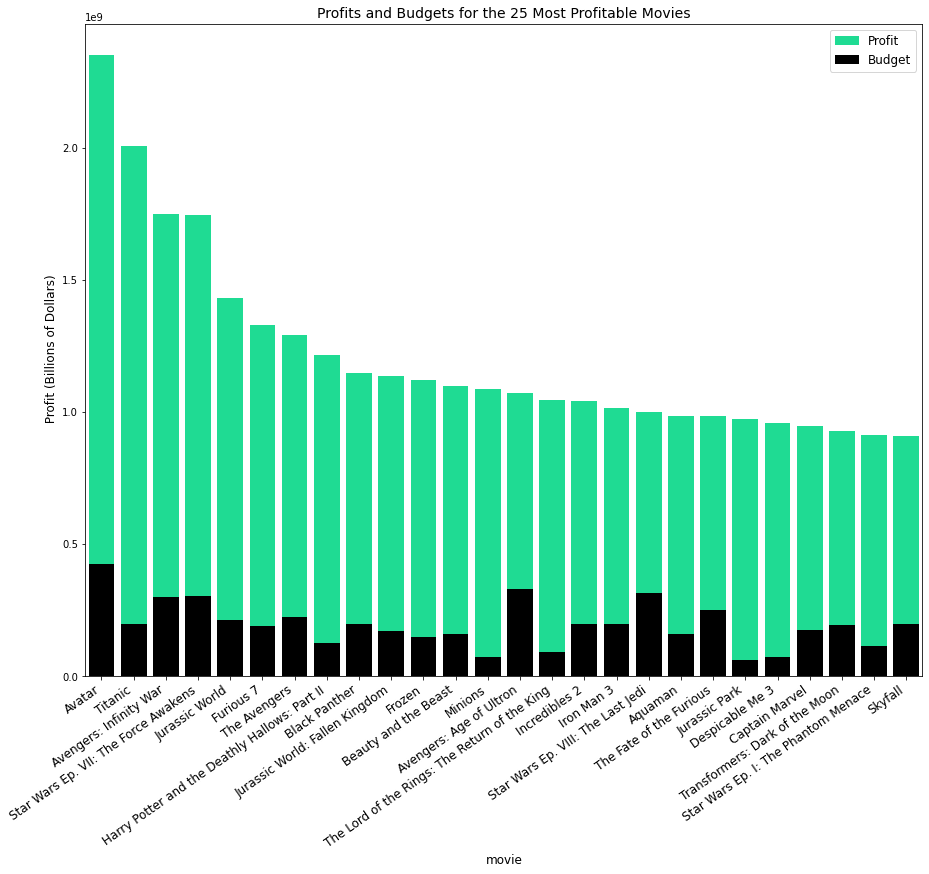 Profits and Budgets for the 25 Most Profitable Movies
1e9
Profit
Budget
2.0
1.5
1.0
0.5
0.0
Profit (Billions of Dollars)
Avatar
Titanic
Avengers: Infinity War
Star Wars Ep. VII: The Force Awakens
Jurassic World
Furious 7
The Avengers
Harry Potter and the Deathly Hallows: Part II
Black Panther
Jurassic World: Fallen Kingdom
Frozen
Beauty and the Beast
Minions
Avengers: Age of Ultron
The Lord of the Rings: The Return of the King
Incredibles 2
Iron Man 3
Star Wars Ep. VIII: The Last Jedi
Aquaman
The Fate of the Furious
Jurassic Park
Despicable Me 3
Captain Marvel
Transformers: Dark of the Moon
Star Wars Ep. I: The Phantom Menace
Skyfall
movie